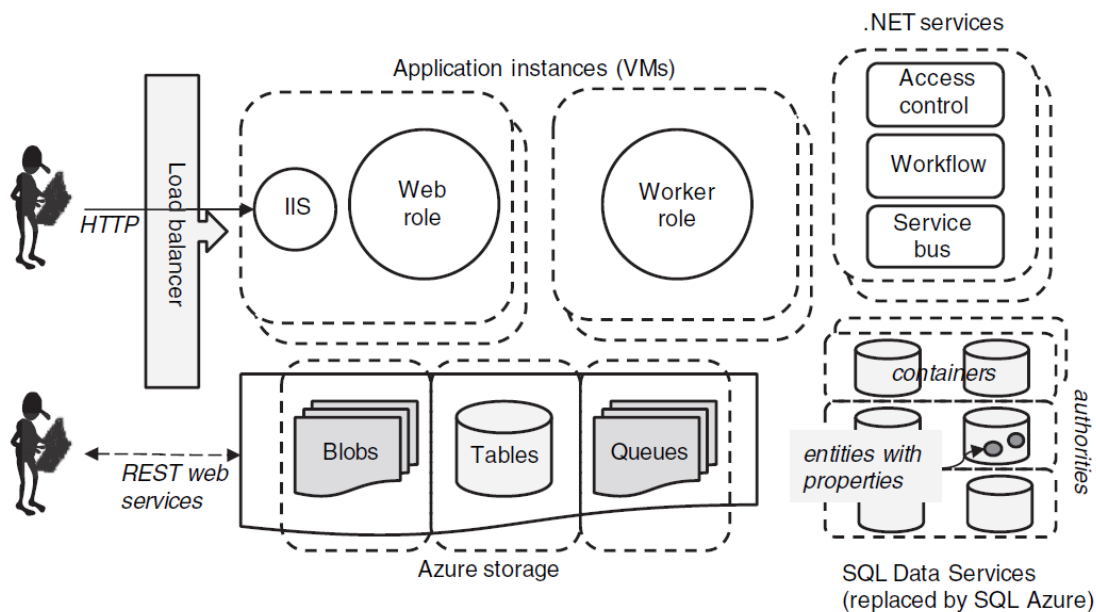 .NET services
Application instances (VMs)
Access
control
Workflow
Service
bus
Load balancer
HTTP
IIS
Web
role
Worker
role
containers
authorities
entities with
properties
REST web
services
Blobs
Tables
Queues
Azure storage
SQL Data Services
(replaced by SQL Azure)